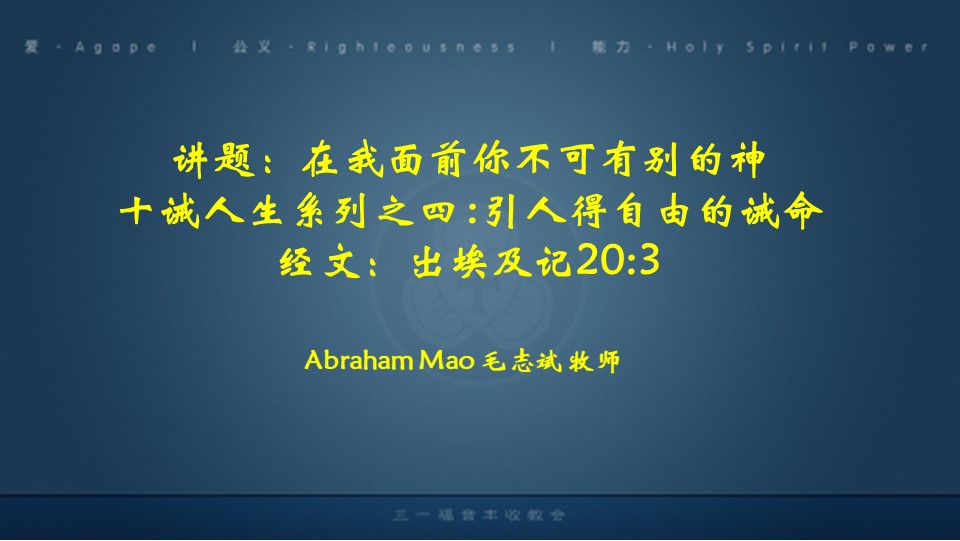 爱 · Agape | 公义 · Righteousness | 能力 · Holy Spirit Power
讲题：在我面前你不可有别的神
十诫人生系列之四:引人得自由的诫命
经文：出埃及记20:3
Abraham Mao 毛志斌牧师
三一福音丰收教会